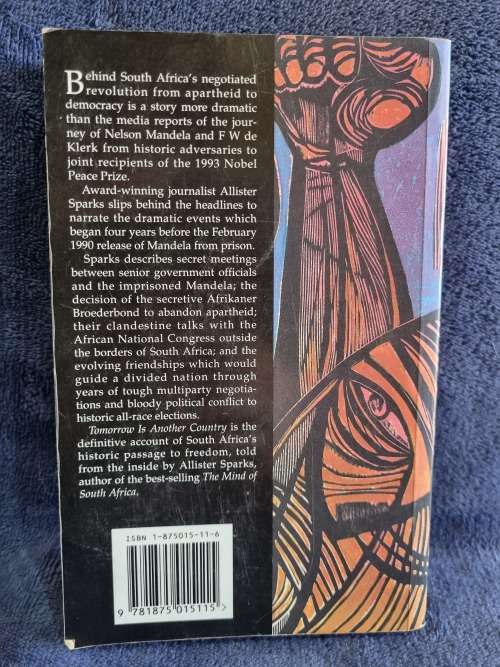 Behind South Africa's negotiated
revolution from apartheid to
democracy is a story more dramatic
than the media reports of the jour-
ney of Nelson Mandela and F W de
Klerk from historic adversaries to
joint recipients of the 1993 Nobel
Peace Prize.
Award-winning journalist Allister
Sparks slips behind the headlines to
narrate the dramatic events which
began four years before the February
1990 release of Mandela from prison.
Sparks describes secret meetings
between senior government officials
and the imprisoned Mandela; the
decision of the secretive Afrikaner
Broederbond to abandon apartheid;
their clandestine talks with the
African National Congress outside
the borders of South Africa; and the
evolving friendships which would
guide a divided nation through
years of tough multiparty negotia-
tions and bloody political conflict to
historic all-race elections.
Tomorrow Is Another Country is the
definitive account of South Africa's
historic passage to freedom, told
from the inside by Allister Sparks,
author of the best-selling The Mind of
South Africa.
ISBN 1-875015-11-6
9 781875 015115 >